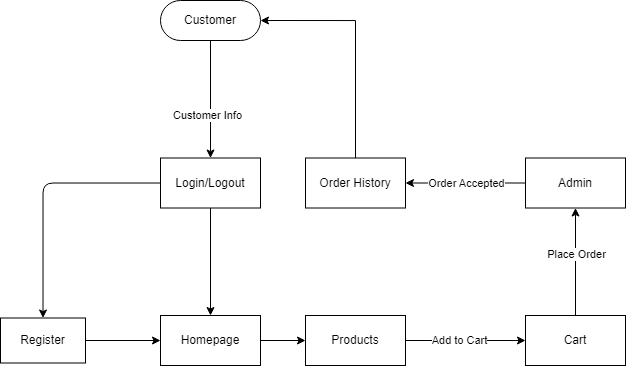 Customer
Customer Info
Login/Logout
Order History
Order Accepted
Admin
Place Order
Register
Homepage
Products
Add to Cart
Cart